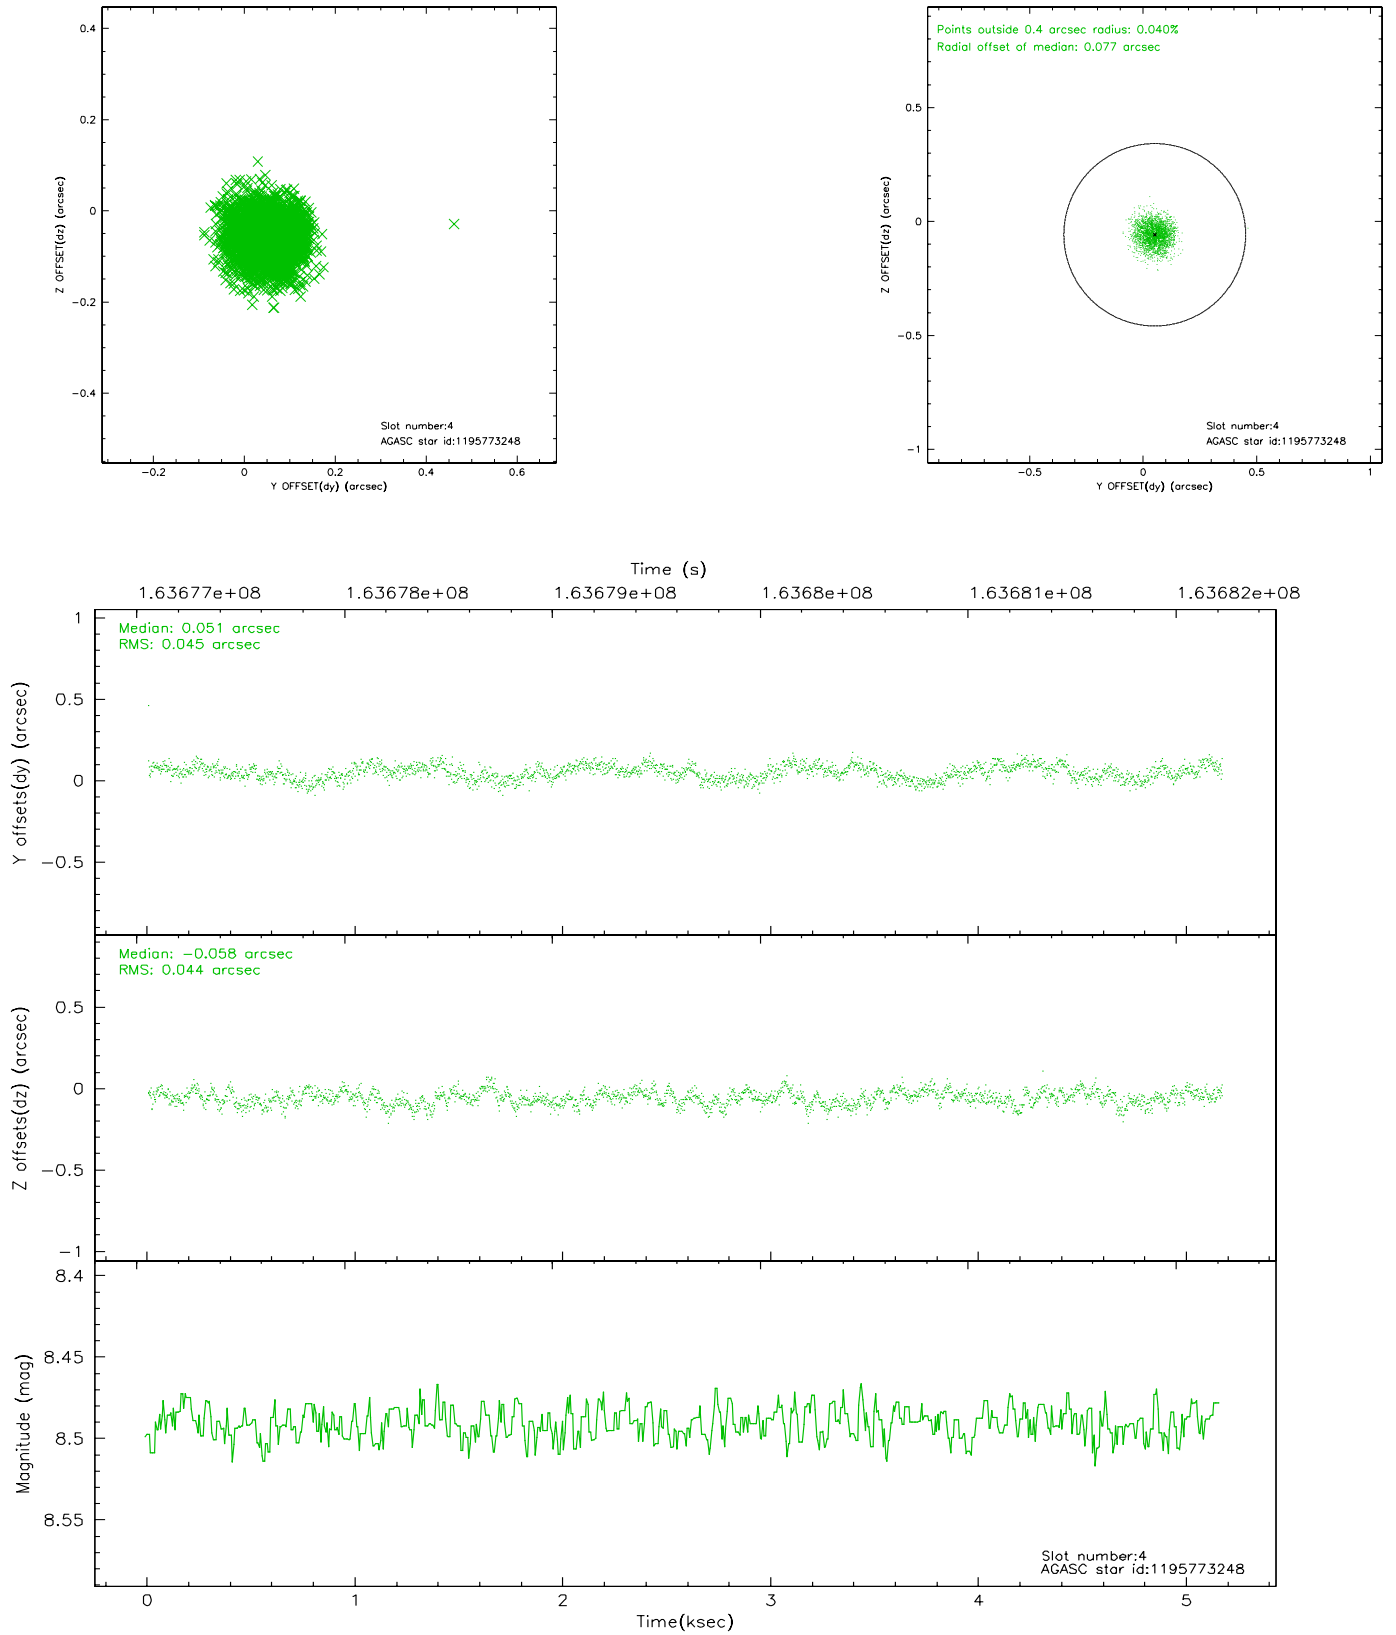 0.4
0.2
0
−0.2
−0.4
Z OFFSET(dz) (arcsec)
−0.2 0 0.2 0.4 0.6
Y OFFSET(dy) (arcsec)
Slot number:4
AGASC star id:1195773248
Points outside 0.4 arcsec radius: 0.040%
Radial offset of median: 0.077 arcsec
0.5
0
−0.5
−1
Z OFFSET(dz) (arcsec)
−0.5 0 0.5 1
Y OFFSET(dy) (arcsec)
Slot number:4
AGASC star id:1195773248
Time (s)
1.63677e+08 1.63678e+08 1.63679e+08 1.6368e+08 1.63681e+08 1.63682e+08
Median: 0.051 arcsec
RMS: 0.045 arcsec
1
0.5
0
−0.5
Y offsets(dy) (arcsec)
Median: −0.058 arcsec
RMS: 0.044 arcsec
0.5
0
−0.5
−1
Z offsets(dz) (arcsec)
8.4
8.45
8.5
8.55
Magnitude (mag)
Slot number:4
AGASC star id:1195773248
0 1 2 3 4 5
Time(ksec)